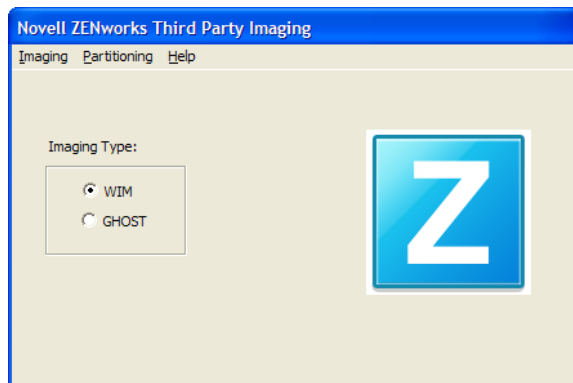 Novell ZENworks Third Party Imaging
Imaging Partitioning Help
Imaging Type:
WIM
GHOST
Z